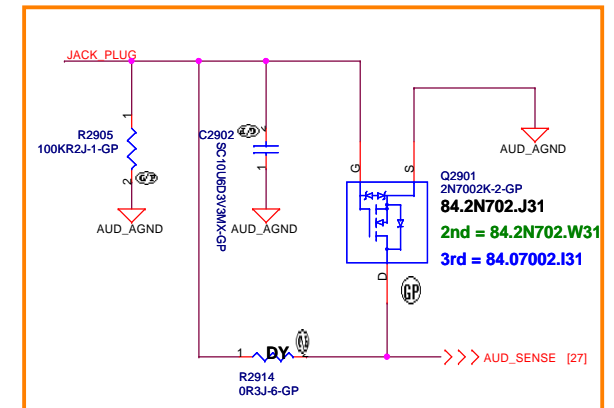 JACK_PLUG
1
R2905
100KR2J-1-GP
2
AUD_AGND
C2902
2
1
SC10U6D3V3MX-GP
AUD_AGND
G
S
AUD_AGND
Q2901
2N7002K-2-GP
84.2N702.J31
2nd = 84.2N702.W31
3rd = 84.07002.I31
D
GP
1
DY
R2914
0R3J-6-GP
AUD_SENSE [27]